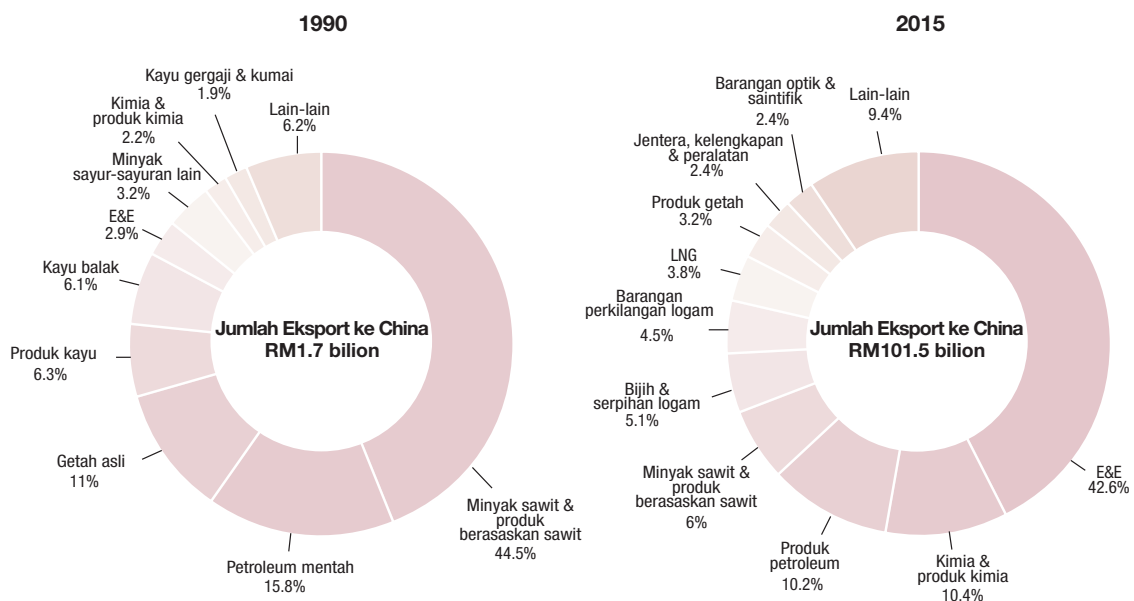 1990
Kayu gergaji & kumai
1.9%
Kimia &
produk kimia
2.2%
Minyak
sayur-sayuran lain
3.2%
E&E
2.9%
Kayu balak
6.1%
Produk kayu
6.3%
Getah asli
11%
Petroleum mentah
15.8%
Minyak sawit &
produk
berasaskan sawit
44.5%
Lain-lain
6.2%
Jumlah Eksport ke China
RM1.7 bilion
2015
Barangan optik &
saintifik
2.4%
Lain-lain
9.4%
Jentera, kelengkapan
& peralatan
2.4%
Produk getah
3.2%
LNG
3.8%
Barangan
perkilangan logam
4.5%
Bijih &
serpihan logam
5.1%
Minyak sawit &
produk
berasaskan sawit
6%
Produk
petroleum
10.2%
Kimia &
produk kimia
10.4%
E&E
42.6%
Jumlah Eksport ke China
RM101.5 bilion